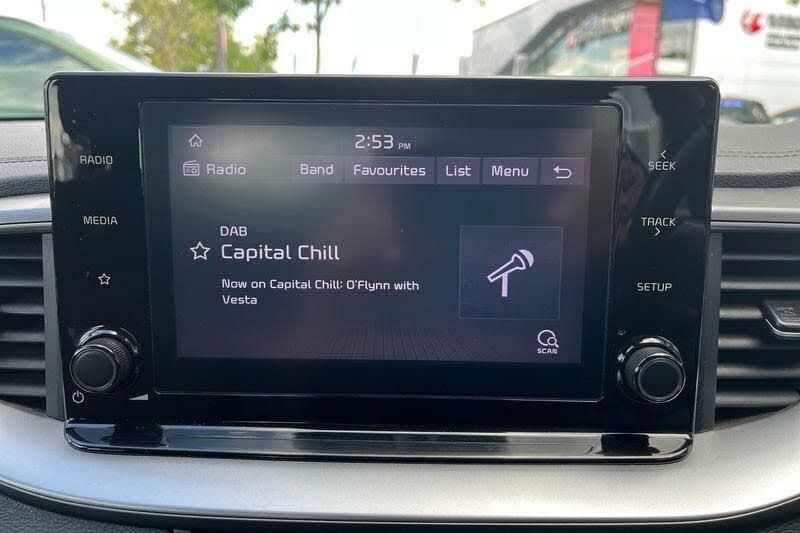 2:53 PM
Radio Band Favourites List Menu
DAB
Capital Chill
Now on Capital Chill: O'Flynn with
Vesta
SCAN
RADIO
MEDIA
SEEK
TRACK
SETUP